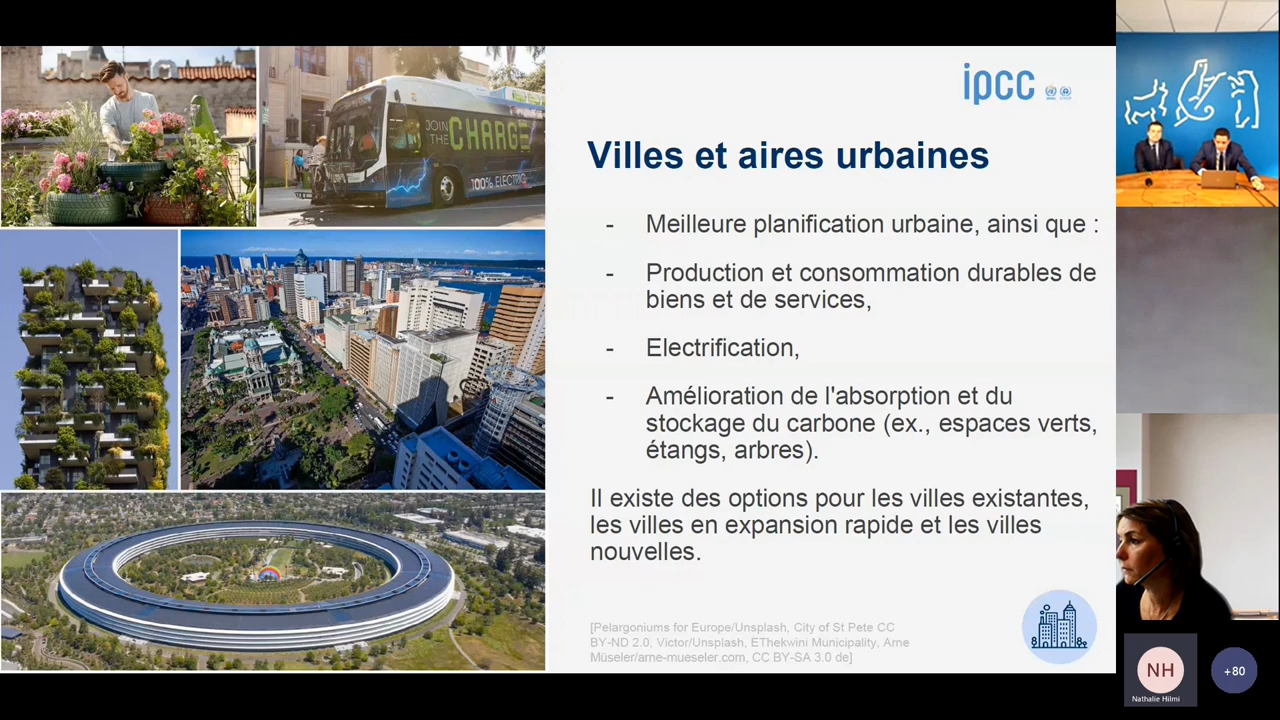 JOIN
THE CHARGE
100% ELECTRIC
ipcc
Villes et aires urbaines
- Meilleure planification urbaine, ainsi que :
- Production et consommation durables de
biens et de services,
- Electrification,
- Amélioration de l'absorption et du
stockage du carbone (ex., espaces verts,
étangs, arbres).
Il existe des options pour les villes existantes,
les villes en expansion rapide et les villes
nouvelles.
[Pelargoniums for Europe/Unsplash, City of St Pete CC
BY-ND 2.0, Victor/Unsplash, EThekwini Municipality, Arne
Müseler/arne-mueseler.com, CC BY-SA 3.0 de]
NH
Nathalie Hilmi
+80